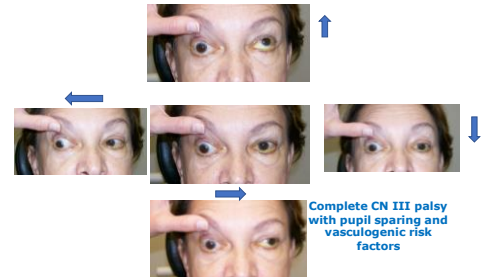 Complete CN III palsy
with pupil sparing and
vasculogenic risk
factors